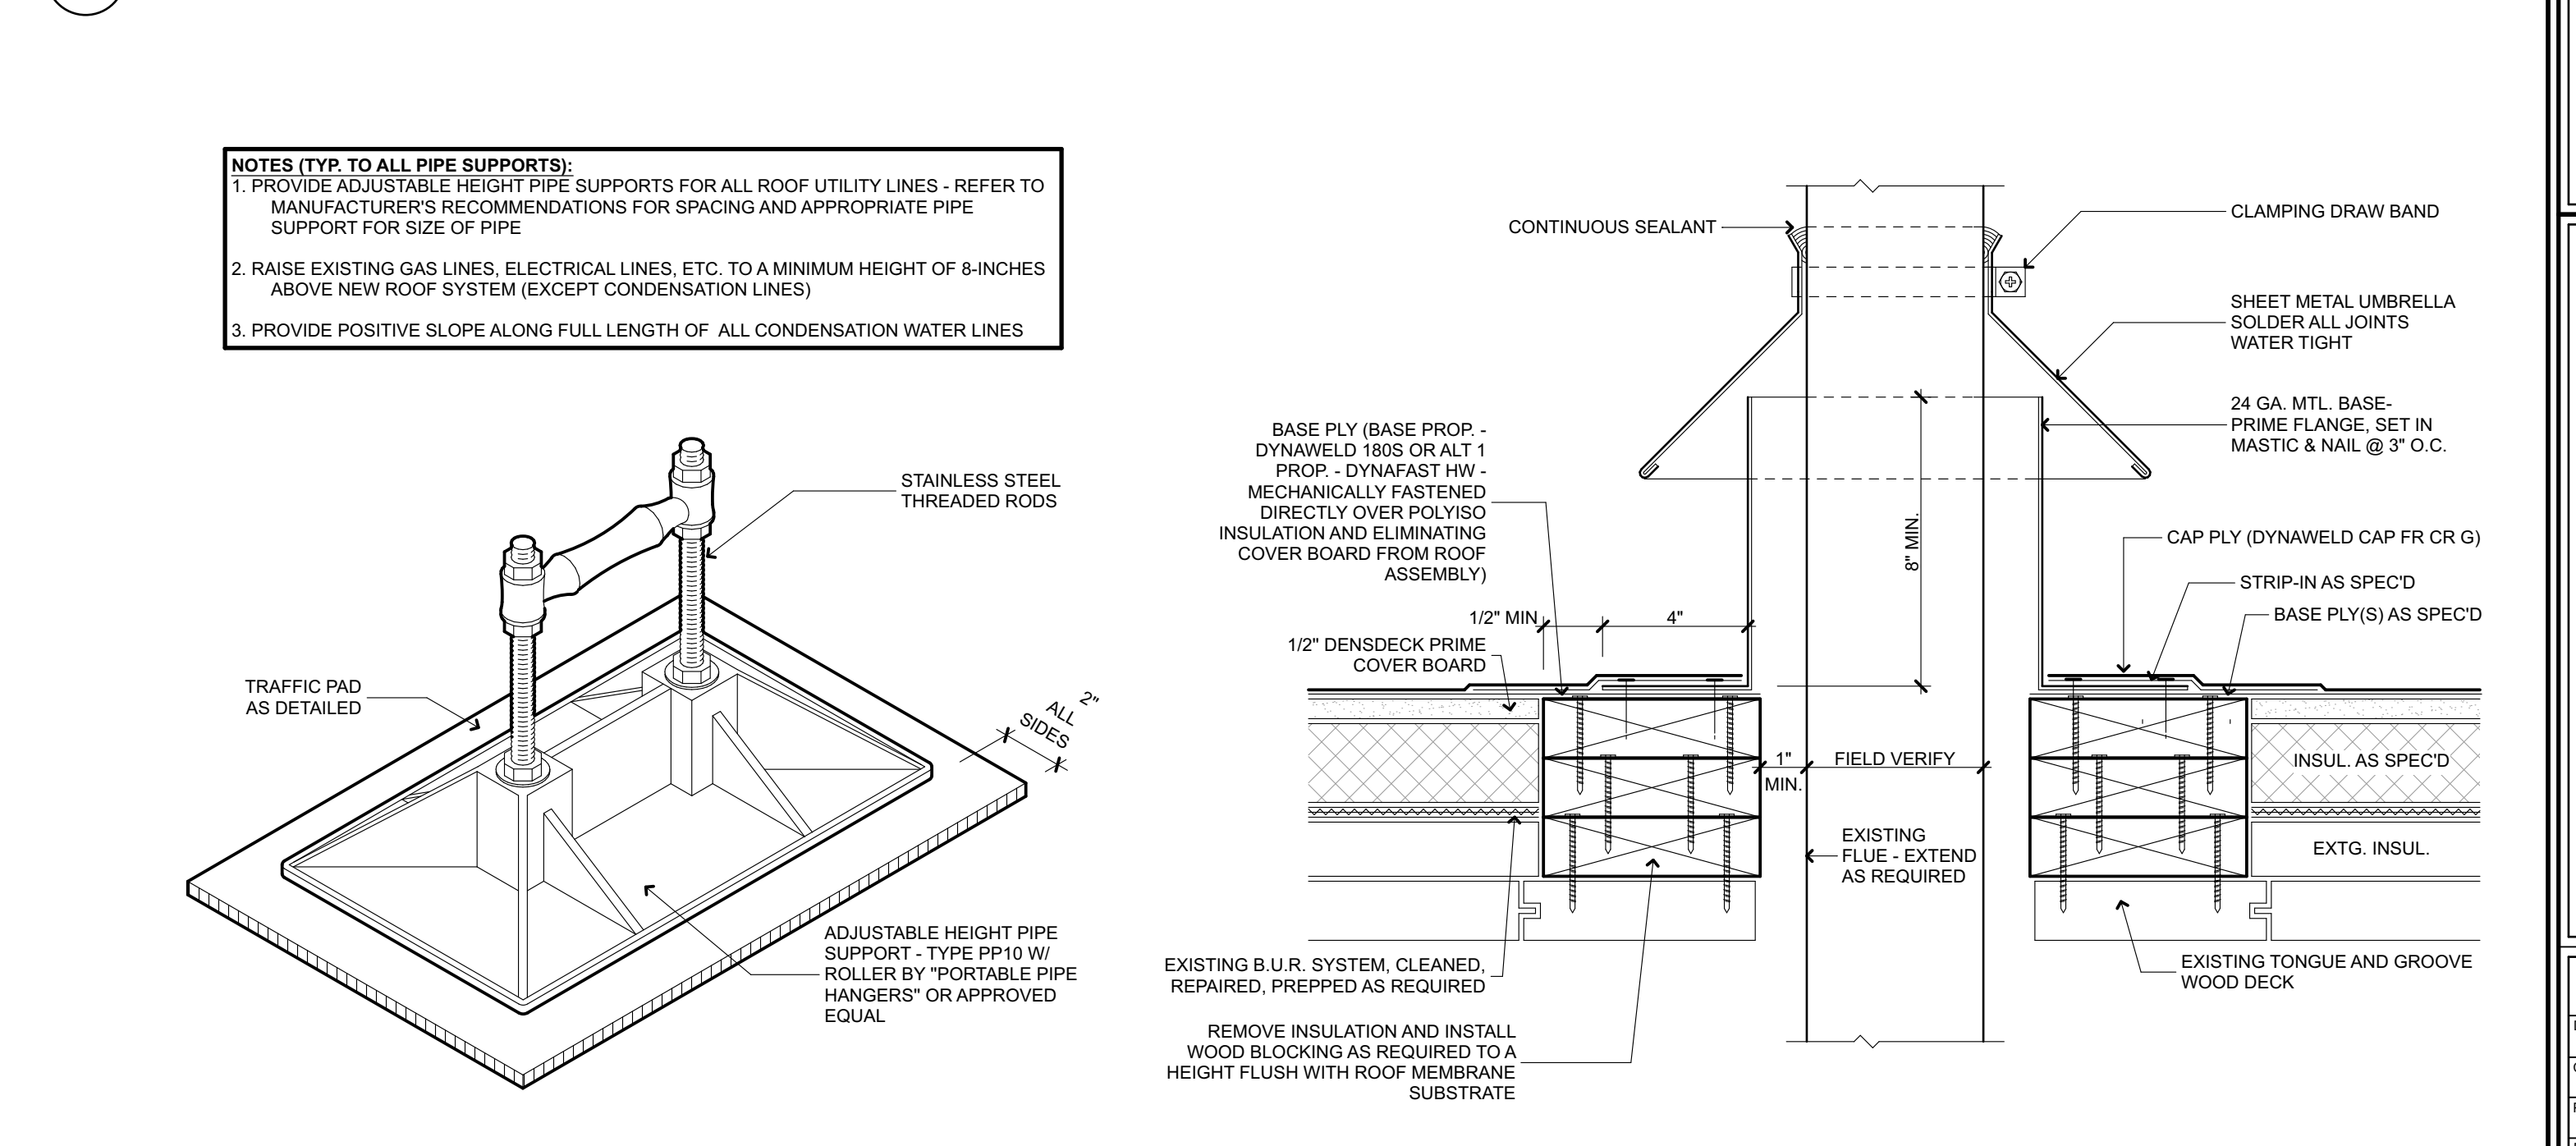 NOTES (TYP. TO ALL PIPE SUPPORTS):
1. PROVIDE ADJUSTABLE HEIGHT PIPE SUPPORTS FOR ALL ROOF UTILITY LINES - REFER TO
MANUFACTURER'S RECOMMENDATIONS FOR SPACING AND APPROPRIATE PIPE
SUPPORT FOR SIZE OF PIPE
2. RAISE EXISTING GAS LINES, ELECTRICAL LINES, ETC. TO A MINIMUM HEIGHT OF 8-INCHES
ABOVE NEW ROOF SYSTEM (EXCEPT CONDENSATION LINES)
3. PROVIDE POSITIVE SLOPE ALONG FULL LENGTH OF ALL CONDENSATION WATER LINES
STAINLESS STEEL
THREADED RODS
TRAFFIC PAD
AS DETAILED
2"
ALL
SIDES
ADJUSTABLE HEIGHT PIPE
SUPPORT - TYPE PP10 W/
ROLLER BY "PORTABLE PIPE
HANGERS" OR APPROVED
EQUAL
CONTINUOUS SEALANT
CLAMPING DRAW BAND
SHEET METAL UMBRELLA
SOLDER ALL JOINTS
WATER TIGHT
24 GA. MTL. BASE-
PRIME FLANGE, SET IN
MASTIC & NAIL @ 3" O.C.
BASE PLY (BASE PROP. -
DYNAWELD 180S OR ALT 1
PROP. - DYNAFAST HW -
MECHANICALLY FASTENED
DIRECTLY OVER POLYISO
INSULATION AND ELIMINATING
COVER BOARD FROM ROOF
ASSEMBLY)
8" MIN.
CAP PLY (DYNAWELD CAP FR CR G)
STRIP-IN AS SPEC'D
BASE PLY(S) AS SPEC'D
1/2" MIN
4"
1/2" DENSDECK PRIME
COVER BOARD
1"
MIN.
FIELD VERIFY
INSUL. AS SPEC'D
EXISTING
FLUE - EXTEND
AS REQUIRED
EXTG. INSUL.
EXISTING B.U.R. SYSTEM, CLEANED,
REPAIRED, PREPPED AS REQUIRED
EXISTING TONGUE AND GROOVE
WOOD DECK
REMOVE INSULATION AND INSTALL
WOOD BLOCKING AS REQUIRED TO A
HEIGHT FLUSH WITH ROOF MEMBRANE
SUBSTRATE